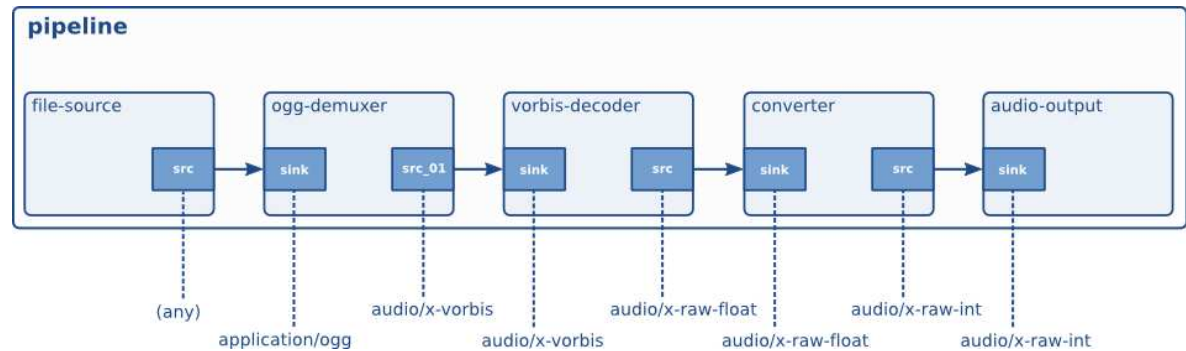 pipeline
file-source
ogg-demuxer
vorbis-decoder
converter
audio-output
src
sink
src_01
sink
src
sink
src
sink
(any)
audio/x-vorbis
audio/x-raw-float
audio/x-raw-int
application/ogg
audio/x-vorbis
audio/x-raw-float
audio/x-raw-int